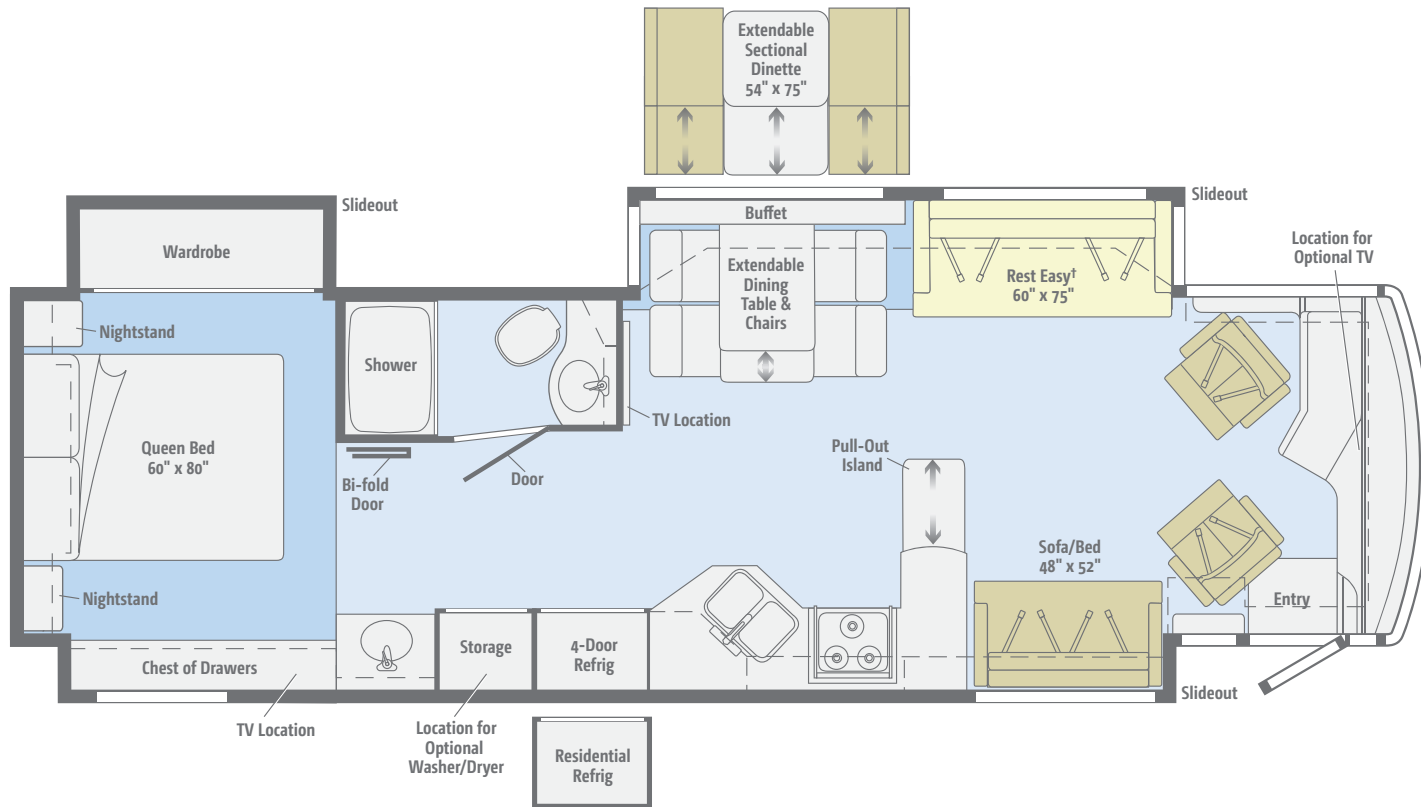 Extendable
Sectional
Dinette
54" x 75"
Slideout
Slideout
Wardrobe
Buffet
Location for
Optional TV
Extendable
Dining
Table &
Chairs
Rest Easy†
60" x 75"
Nightstand
Shower
TV Location
Queen Bed
60" x 80"
Pull-Out
Island
Bi-fold
Door
Door
Sofa/Bed
48" x 52"
Nightstand
Entry
Chest of Drawers
Storage
4-Door
Refrig
Slideout
TV Location
Location for
Optional
Washer/Dryer
Residential
Refrig